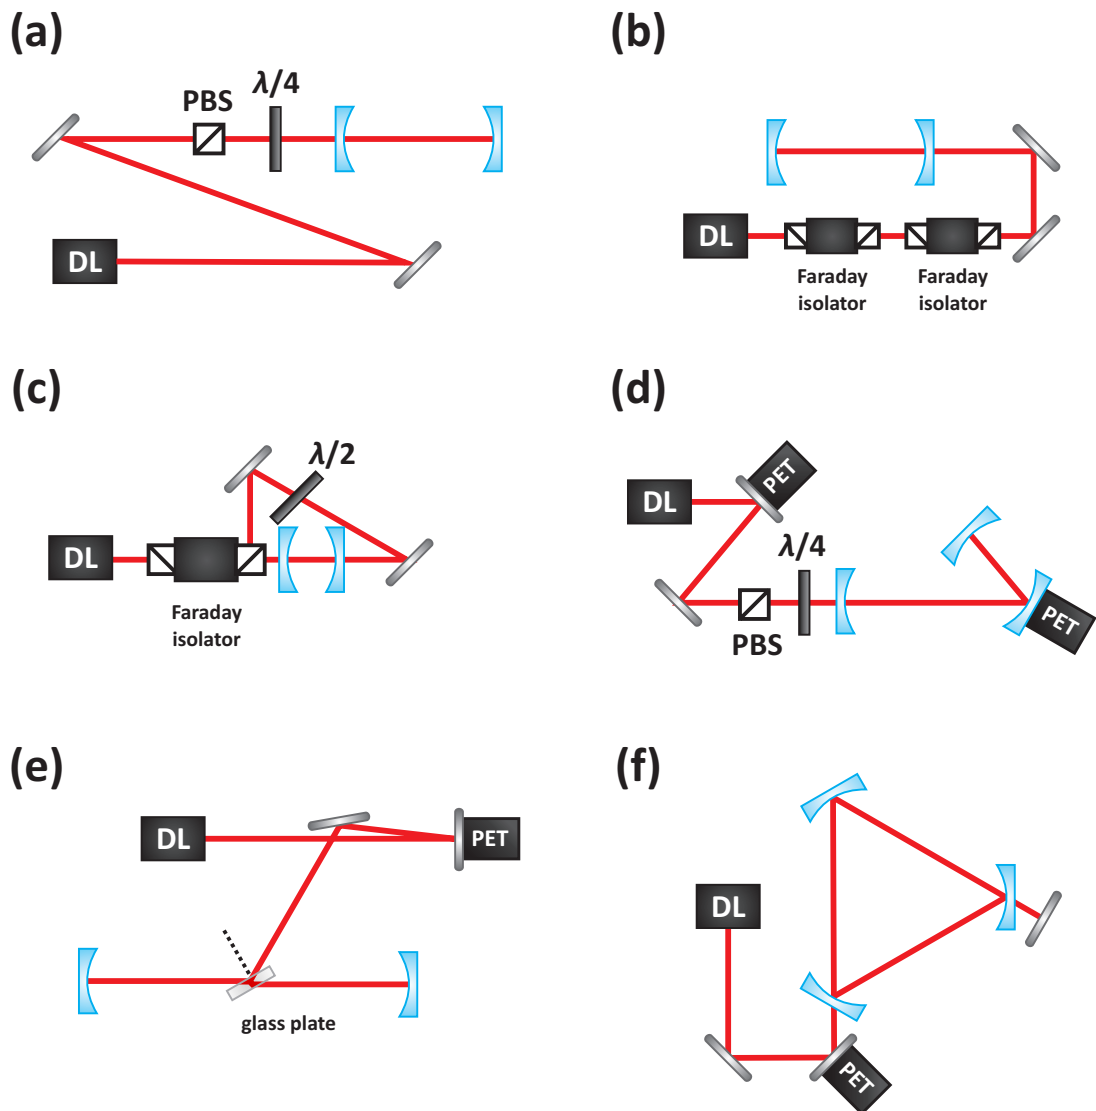 (a)
λ/4
PBS
DL
(b)
DL
Faraday
isolator
Faraday
isolator
(c)
λ/2
DL
Faraday
isolator
(d)
PET
DL
λ/4
PBS
PET
(e)
DL
PET
glass plate
(f)
DL
PET